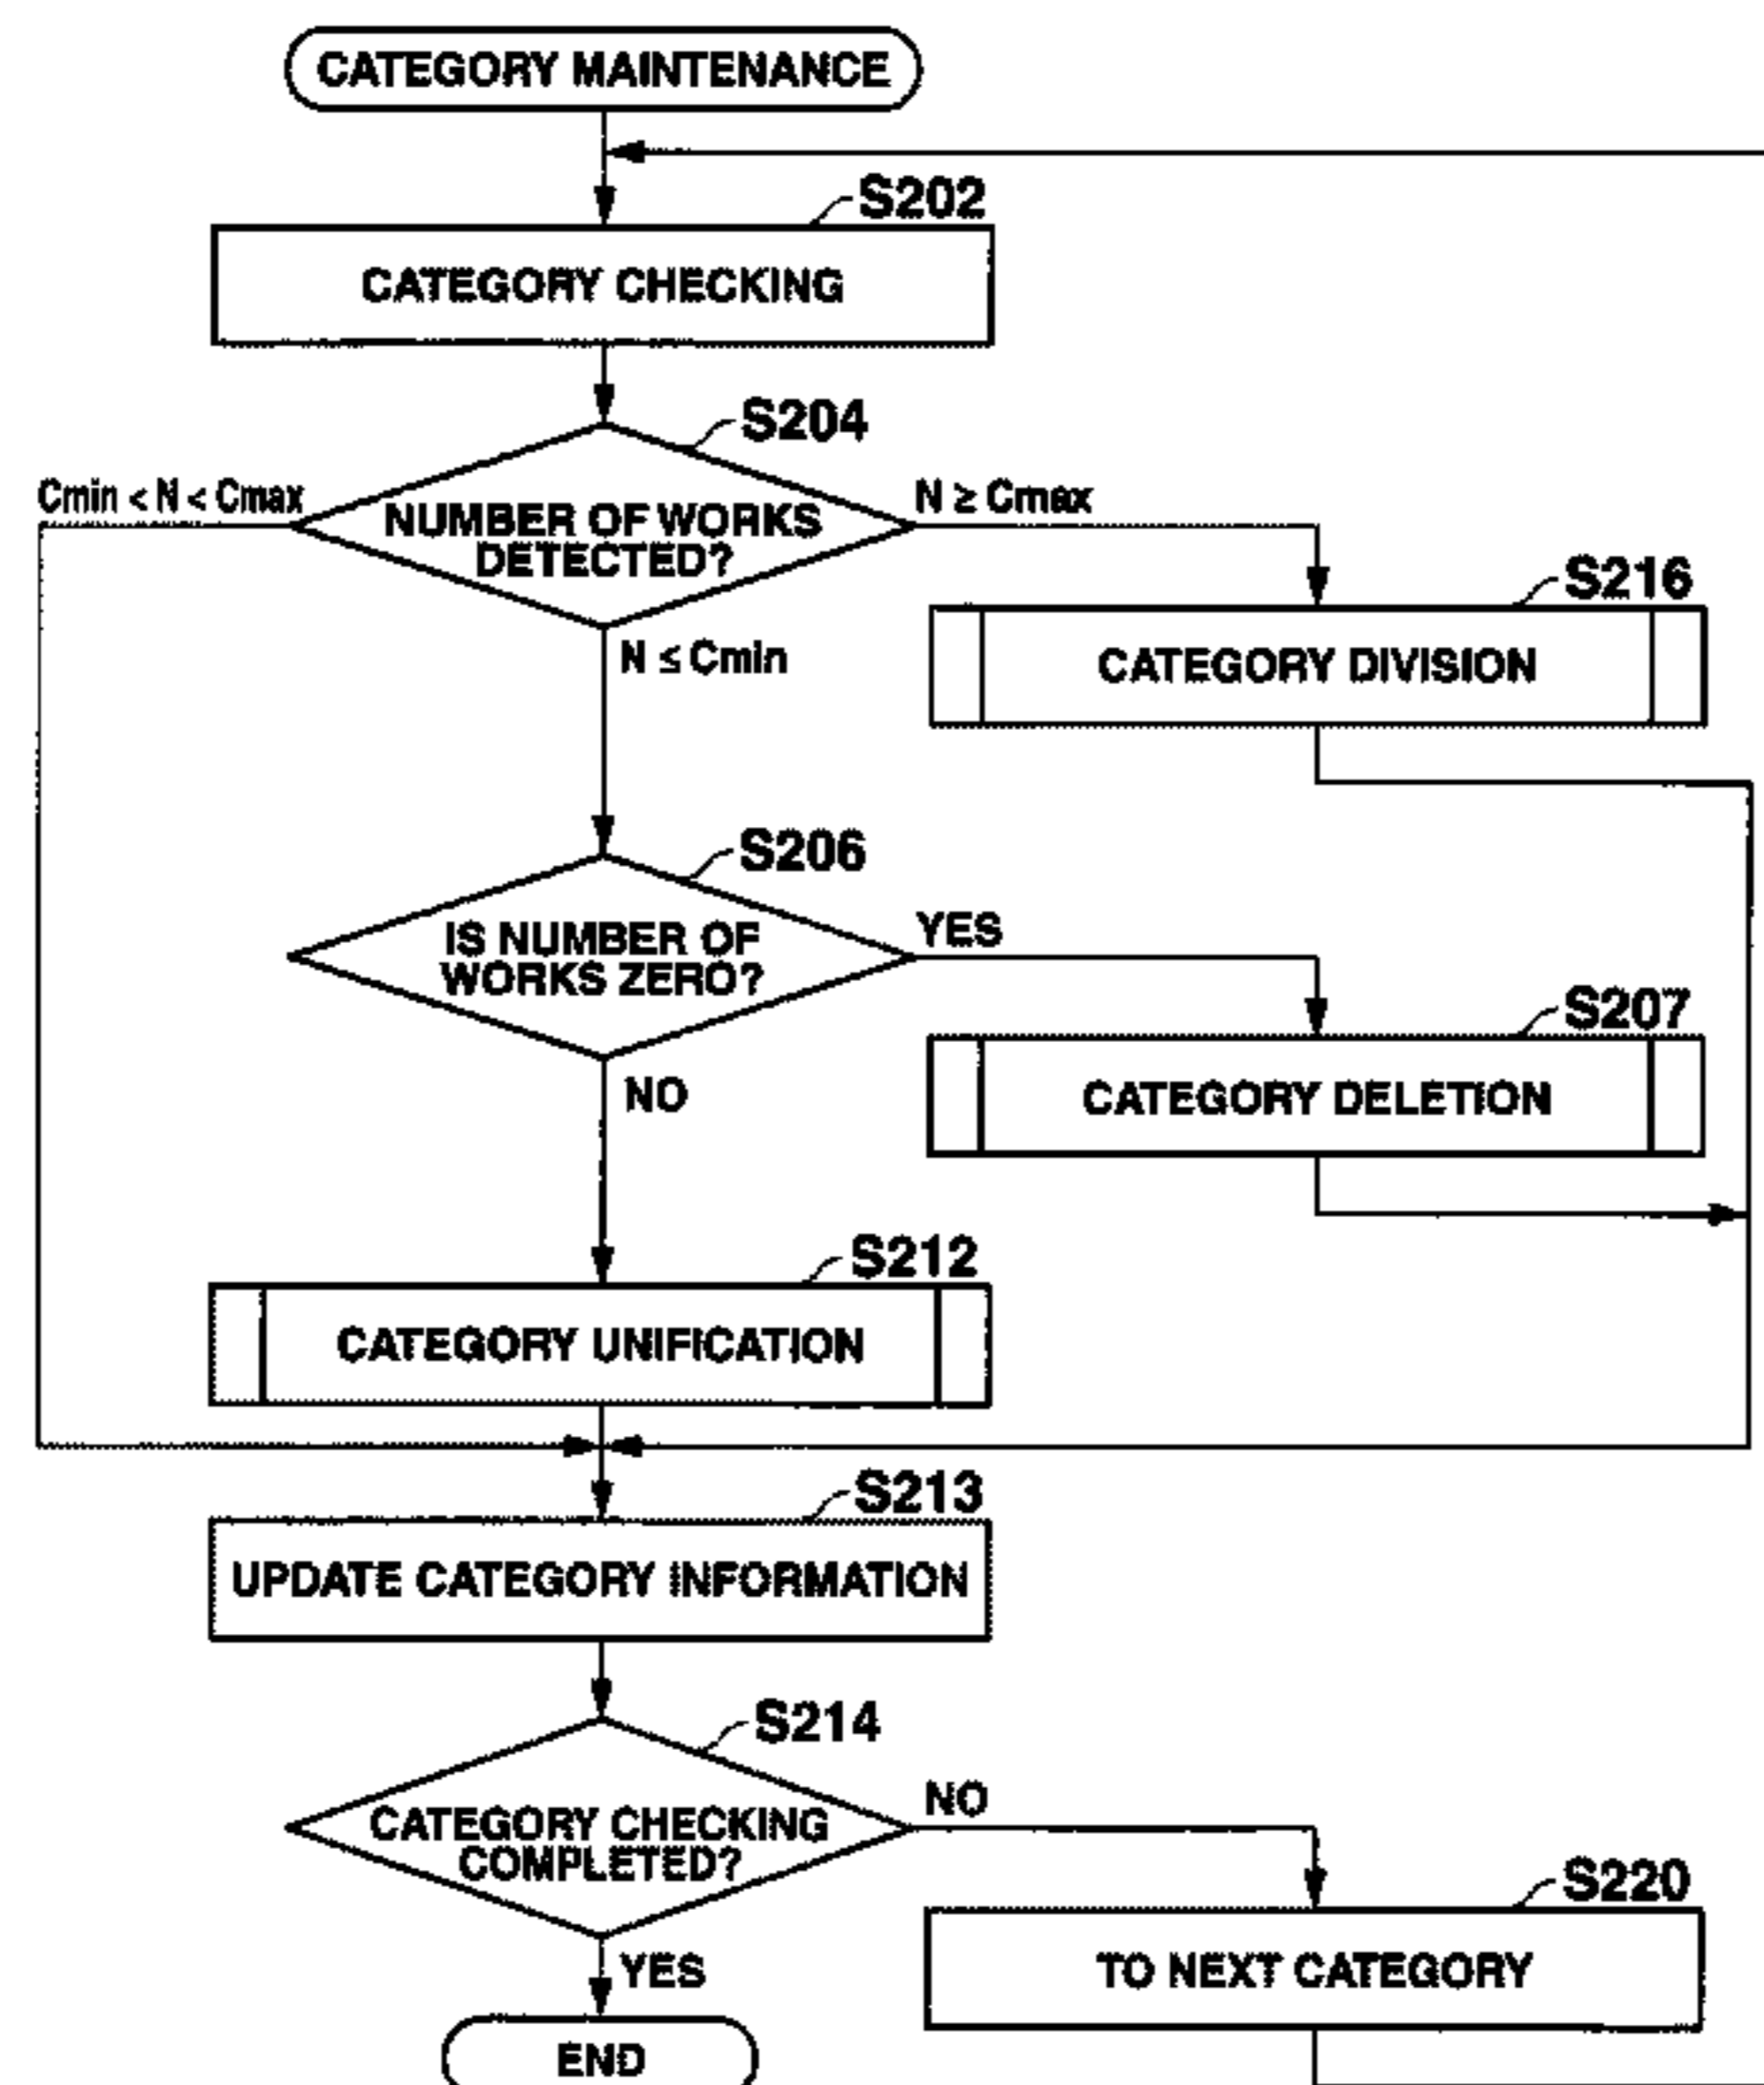 CATEGORY MAINTENANCE
S202
CATEGORY CHECKING
S204
Cmin < N < Cmax
N ≥ Cmax
NUMBER OF WORKS
DETECTED?
S216
N ≤ Cmin
CATEGORY DIVISION
S206
IS NUMBER OF
WORKS ZERO?
YES
S207
NO
CATEGORY DELETION
S212
CATEGORY UNIFICATION
S213
UPDATE CATEGORY INFORMATION
S214
CATEGORY CHECKING
COMPLETED?
NO
S220
YES
TO NEXT CATEGORY
END